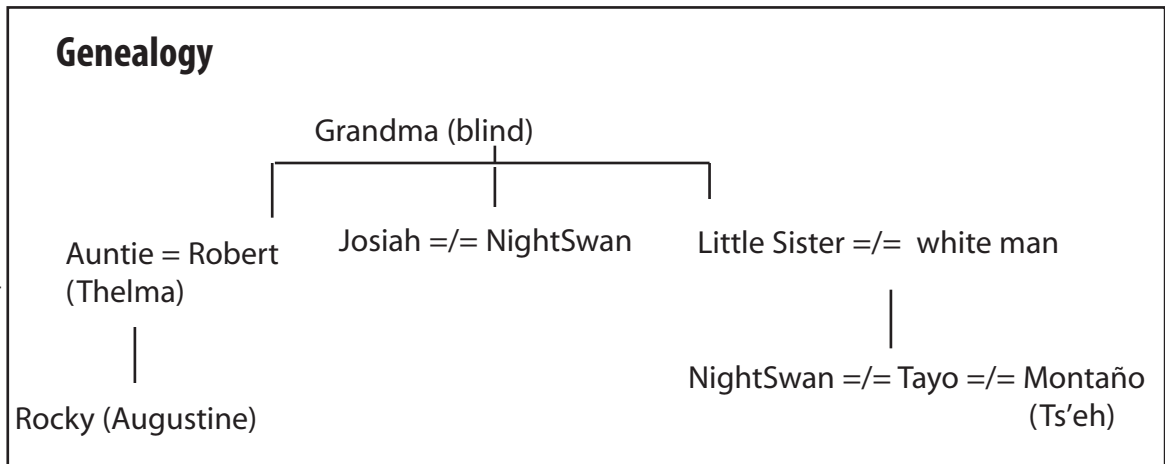 Genealogy
Grandma (blind)
Auntie = Robert
(Thelma)
Josiah =/= NightSwan
Little Sister =/= white man
Rocky (Augustine)
NightSwan =/= Tayo =/= Montaño
(Ts’eh)